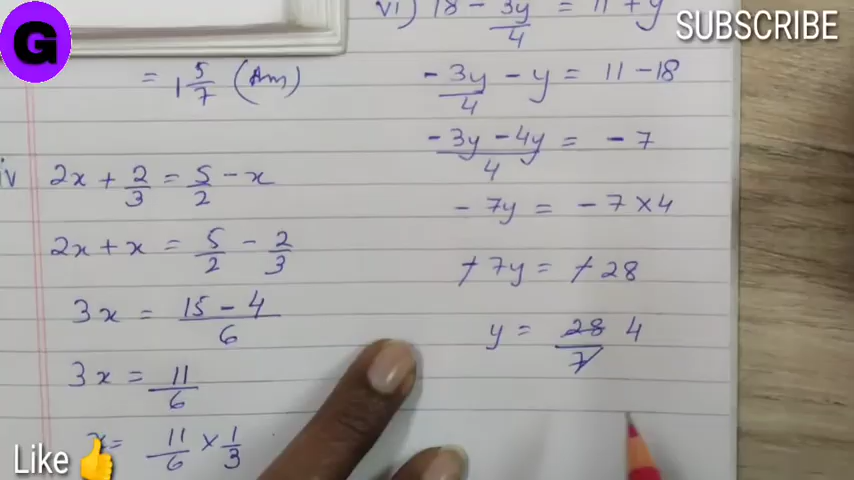 G
SUBSCRIBE
= 1 5/7 (Ans)
iv 2x + 2/3 = 5/2 - x
2x + x = 5/2 - 2/3
3x = 15 - 4/6
3x = 11/6
x = 11/6 × 1/3
vi) 18 - 3y/4 = 11 + y
- 3y/4 - y = 11 - 18
- 3y - 4y/4 = - 7
- 7y = - 7 × 4
- 7y = - 28
y = 28/7 4
Like